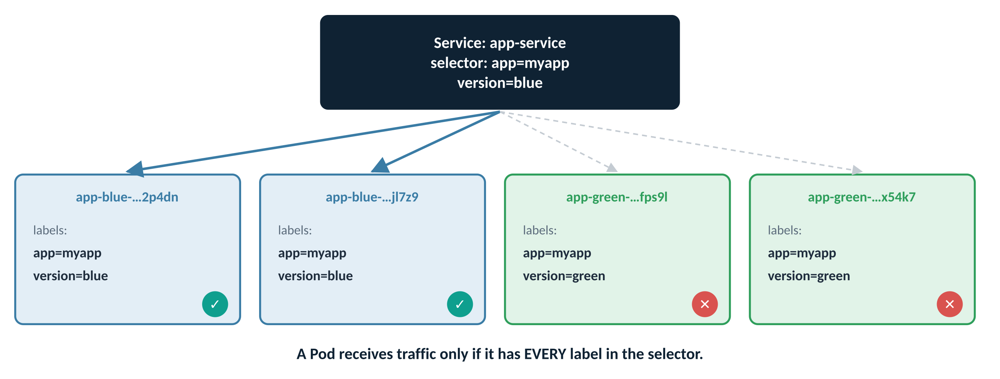 Service: app-service
selector: app=myapp
version=blue
app-blue-...2p4dn
labels:
app=myapp
version=blue
✓
app-blue-...jl7z9
labels:
app=myapp
version=blue
✓
app-green-...fps9l
labels:
app=myapp
version=green
✕
app-green-...x54k7
labels:
app=myapp
version=green
✕
A Pod receives traffic only if it has EVERY label in the selector.